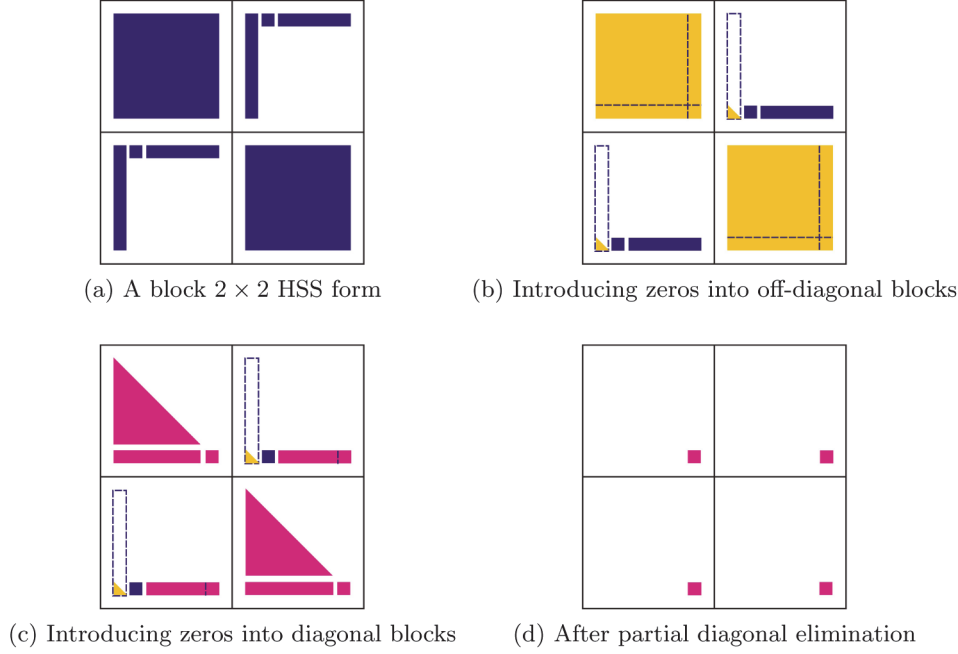 (a) A block 2 × 2 HSS form
(b) Introducing zeros into off-diagonal blocks
(c) Introducing zeros into diagonal blocks
(d) After partial diagonal elimination